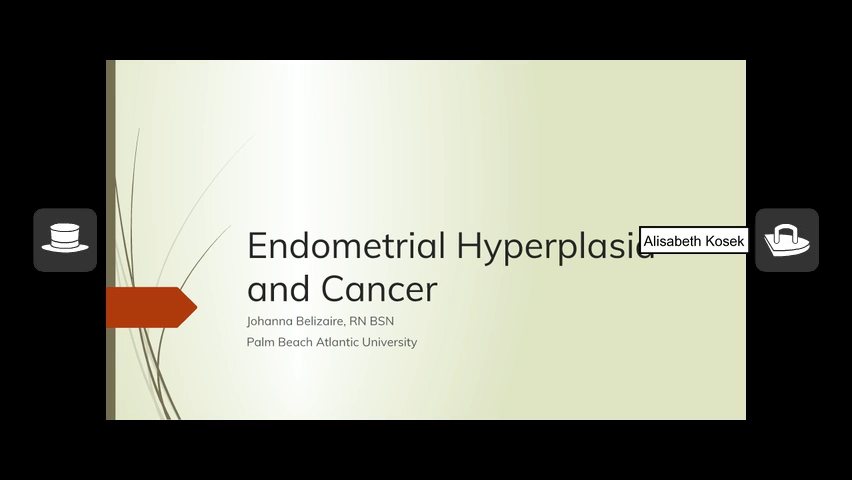 Endometrial Hyperplasia
Alisabeth Kosek
and Cancer
Johanna Belizaire, RN BSN
Palm Beach Atlantic University